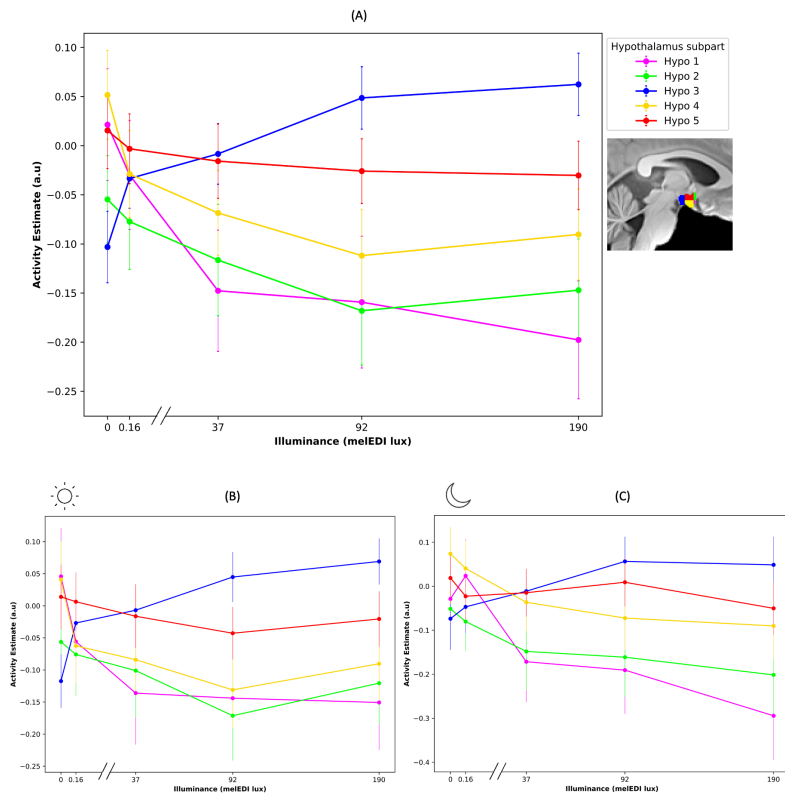 (A)
Hypothalamus subpart
Hypo 1
Hypo 2
Hypo 3
Hypo 4
Hypo 5
Activity Estimate (a.u)
0.10
0.05
0.00
−0.05
−0.10
−0.15
−0.20
−0.25
0 0.16 37 92 190
Illuminance (melEDI lux)
(B)
Activity Estimate (a.u)
0.10
0.05
0.00
−0.05
−0.10
−0.15
−0.20
−0.25
0 0.16 37 92 190
Illuminance (melEDI lux)
(C)
Activity Estimate (a.u)
0.1
0.0
−0.1
−0.2
−0.3
−0.4
0 0.16 37 92 190
Illuminance (melEDI lux)